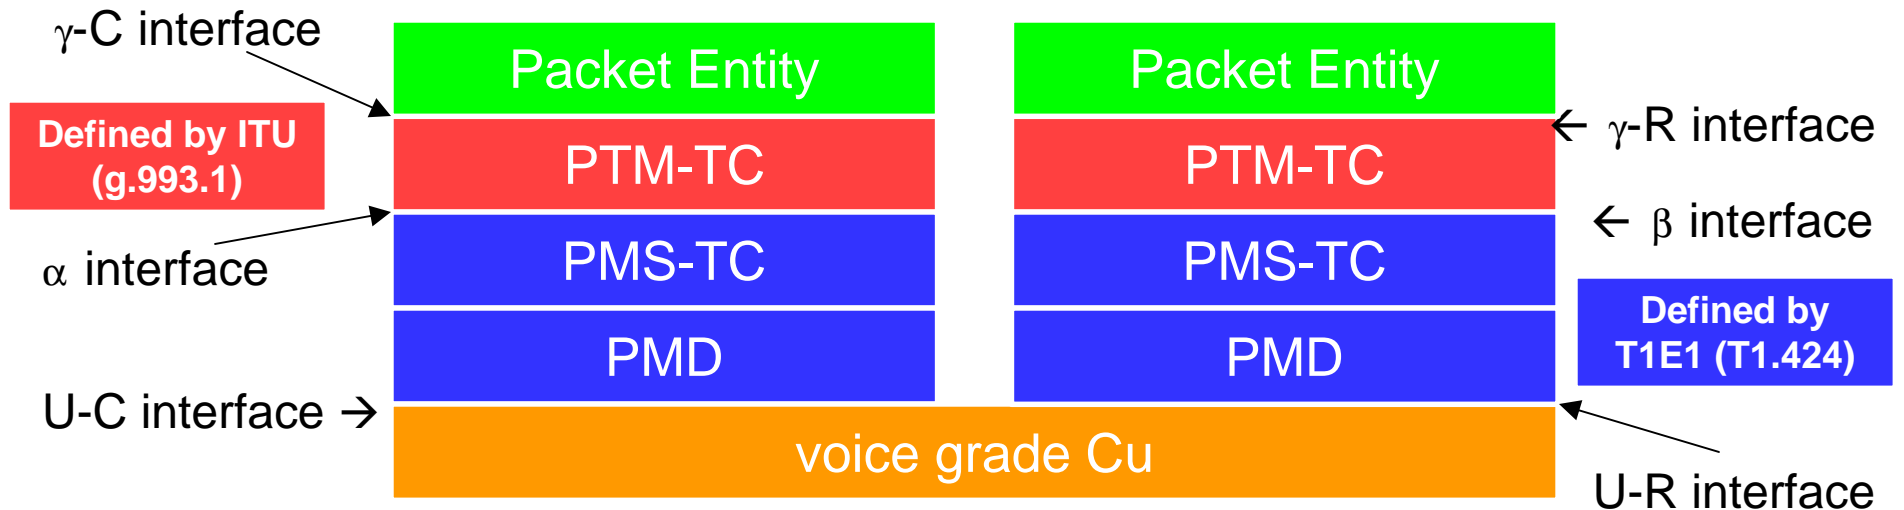 γ-C interface
Packet Entity
Packet Entity
Defined by ITU
(g.993.1)
PTM-TC
PTM-TC
← γ-R interface
α interface
PMS-TC
PMS-TC
← β interface
PMD
PMD
Defined by
T1E1 (T1.424)
U-C interface →
voice grade Cu
U-R interface